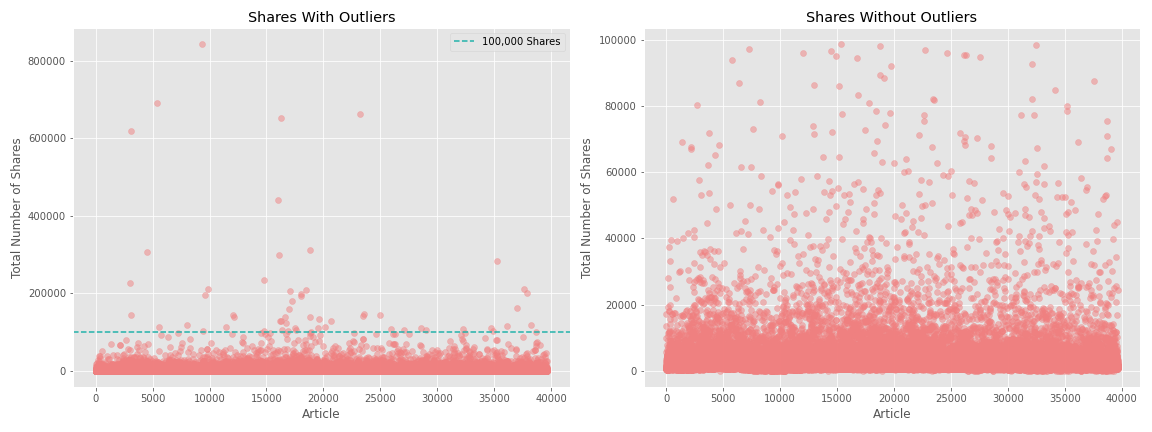 Shares With Outliers
100,000 Shares
Total Number of Shares
800000
600000
400000
200000
0
0 5000 10000 15000 20000 25000 30000 35000 40000
Article
Shares Without Outliers
Total Number of Shares
100000
80000
60000
40000
20000
0
0 5000 10000 15000 20000 25000 30000 35000 40000
Article